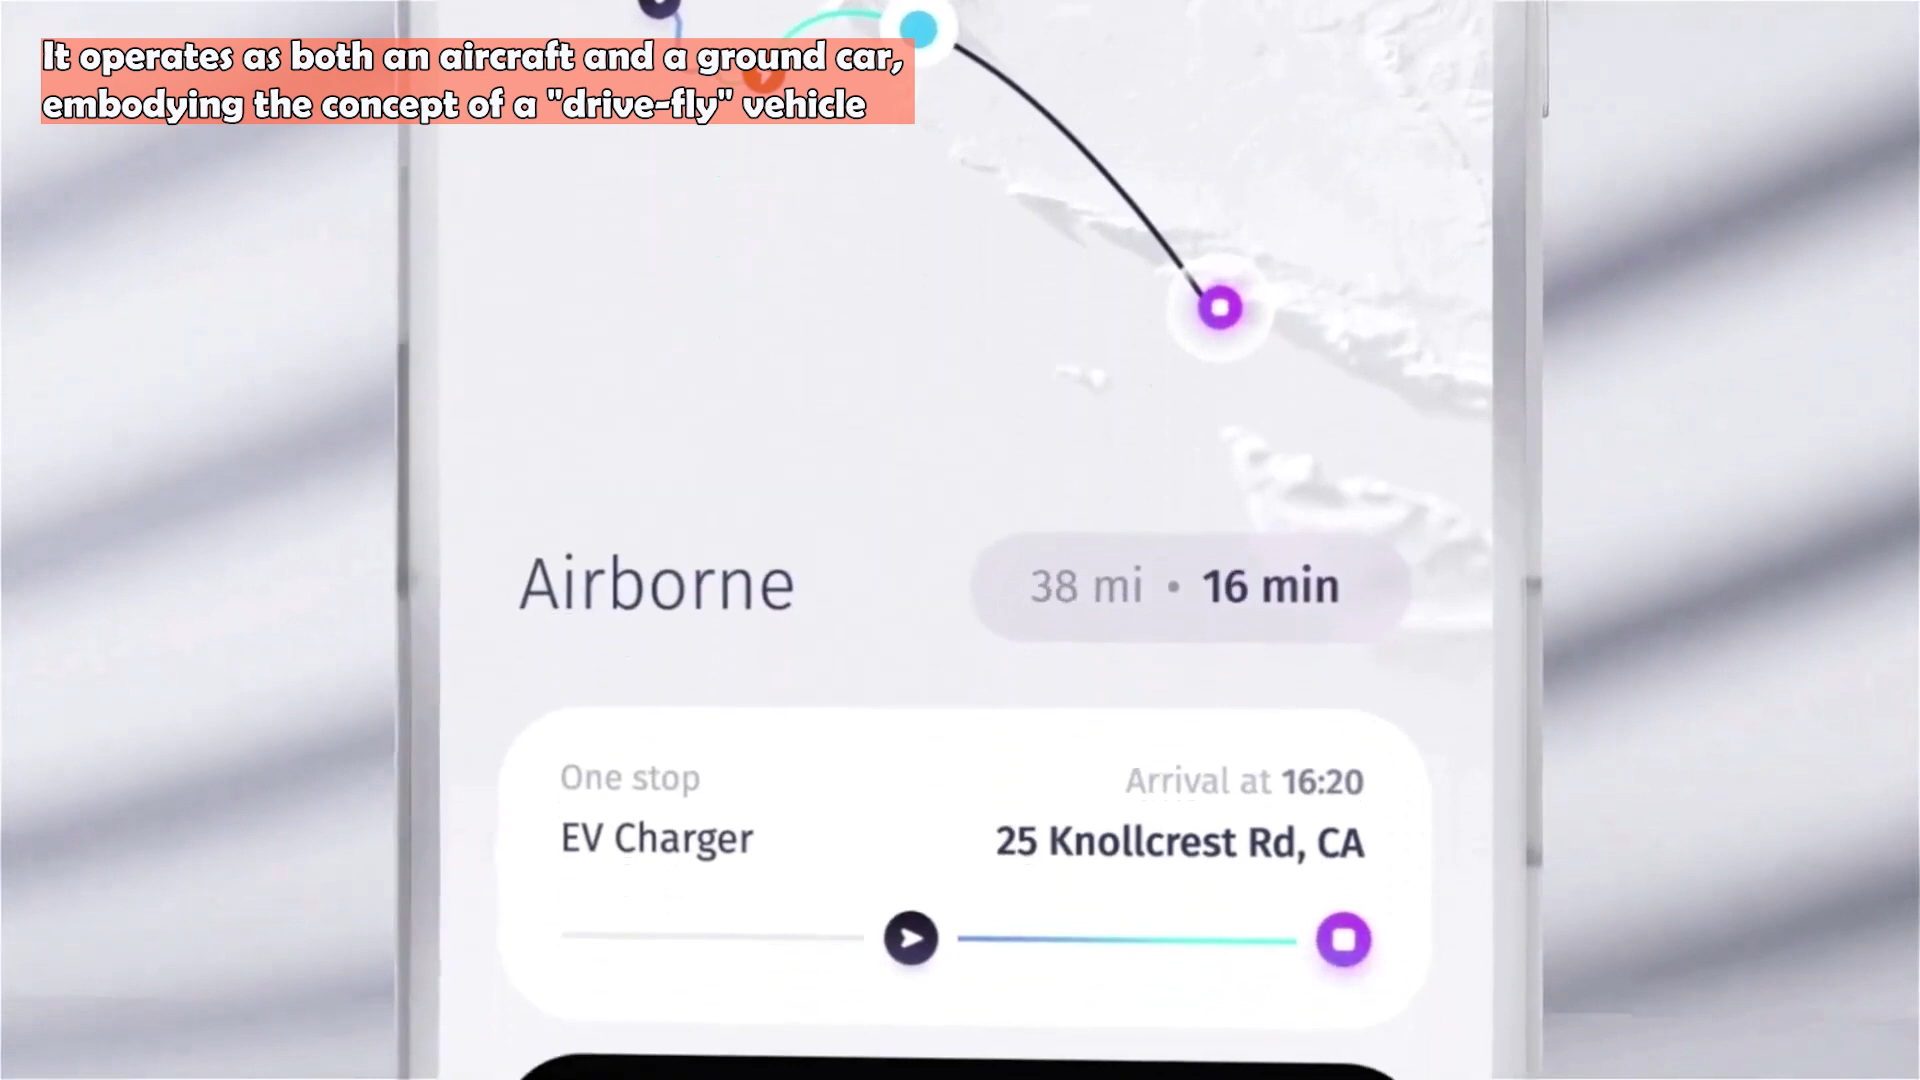 It operates as both an aircraft and a ground car,
embodying the concept of a "drive-fly" vehicle
Airborne
38 mi • 16 min
One stop
Arrival at 16:20
EV Charger
25 Knollcrest Rd, CA